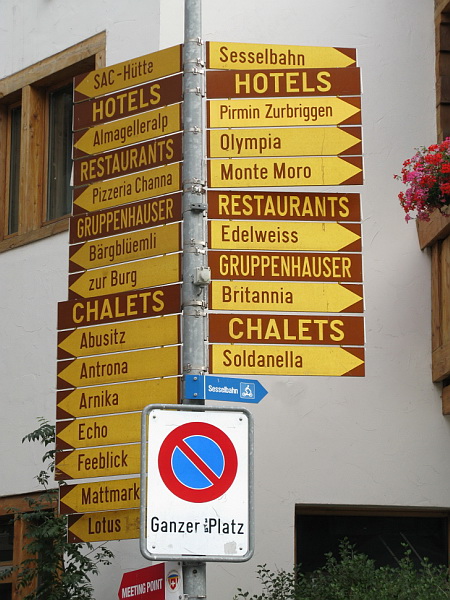 SAC-Hütte
HOTELS
Almagelleralp
RESTAURANTS
Pizzeria Channa
GRUPPENHAUSER
Bärgblüemli
zur Burg
CHALETS
Abusitz
Antrona
Arnika
Echo
Feeblick
Mattmark
Lotus
Sesselbahn
HOTELS
Pirmin Zurbriggen
Olympia
Monte Moro
RESTAURANTS
Edelweiss
GRUPPENHAUSER
Britannia
CHALETS
Soldanella
Sesselbahn
Ganzer Platz
MEETING POINT